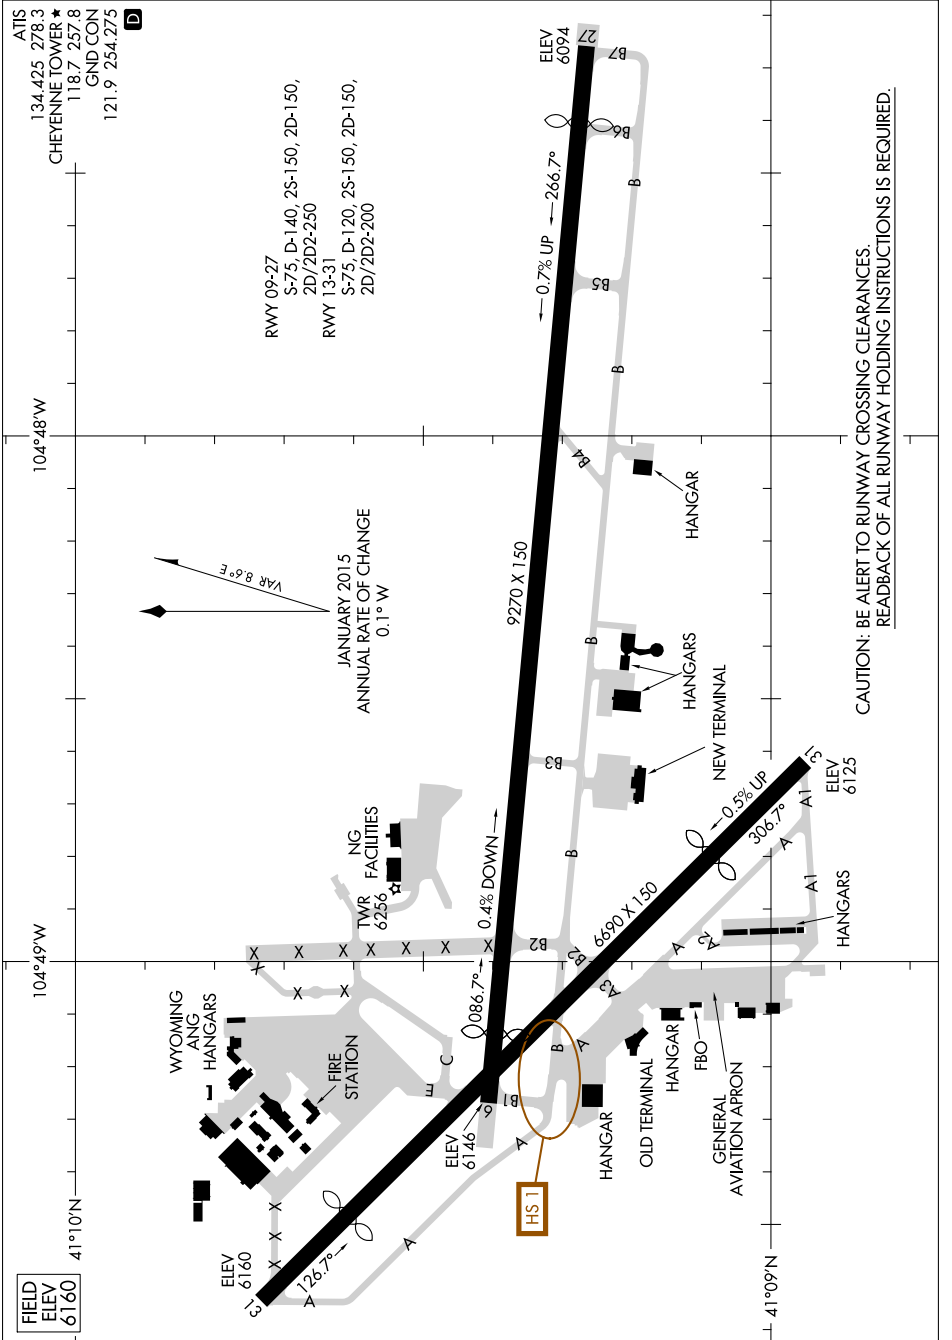 ATIS
134.425 278.3
CHEYENNE TOWER ★
118.7 257.8
GND CON
121.9 254.275
D
RWY 09-27
S-75, D-140, 2S-150, 2D-150,
2D/2D2-250
RWY 13-31
S-75, D-120, 2S-150, 2D-150,
2D/2D2-200
ELEV
6094
27
B7
B6
B
0.7% UP
266.7°
B5
B
CAUTION: BE ALERT TO RUNWAY CROSSING CLEARANCES.
READBACK OF ALL RUNWAY HOLDING INSTRUCTIONS IS REQUIRED.
104°48'W
B4
HANGAR
VAR 8.6° E
JANUARY 2015
ANNUAL RATE OF CHANGE
0.1° W
9270 X 150
B
HANGARS
NEW TERMINAL
B3
B
31
ELEV
6125
0.5% UP
306.7°
A1
A
A1
NG
FACILITIES
TWR
6256
0.4% DOWN
086.7°
104°49'W
X
X
X
X
X
X
X
X
X
X
B2
B2
6690 X 150
A
A2
A3
HANGARS
WYOMING
ANG
HANGARS
FIRE
STATION
C
E
B
A
B1
9
ELEV
6146
A
HS 1
HANGAR
OLD TERMINAL
HANGAR
FBO
GENERAL
AVIATION APRON
41°10'N
X
X
X
ELEV
6160
126.7°
13
A
A
41°09'N
FIELD
ELEV
6160